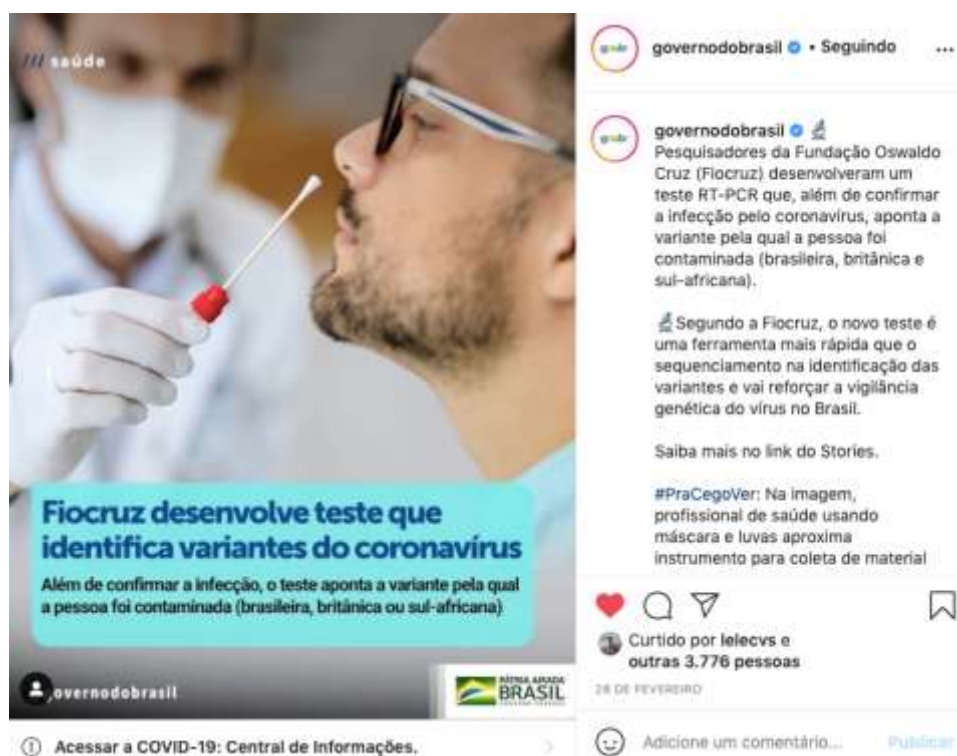 /// saúde
Fiocruz desenvolve teste que
identifica variantes do coronavírus
Além de confirmar a infecção, o teste aponta a variante pela qual
a pessoa foi contaminada (brasileira, britânica ou sul-africana)
overnodobrasil
PÁTRIA AMADA
BRASIL
Acessar a COVID-19: Central de Informações.
governodobrasil • Seguindo
...
governodobrasil
Pesquisadores da Fundação Oswaldo
Cruz (Fiocruz) desenvolveram um
teste RT-PCR que, além de confirmar
a infecção pelo coronavírus, aponta a
variante pela qual a pessoa foi
contaminada (brasileira, britânica e
sul-africana).
Segundo a Fiocruz, o novo teste é
uma ferramenta mais rápida que o
sequenciamento na identificação das
variantes e vai reforçar a vigilância
genética do vírus no Brasil.
Saiba mais no link do Stories.
#PraCegoVer: Na imagem,
profissional de saúde usando
máscara e luvas aproxima
instrumento para coleta de material
Curtido por lelecvs e
outras 3.776 pessoas
28 DE FEVEREIRO
Adicione um comentário...
Publicar